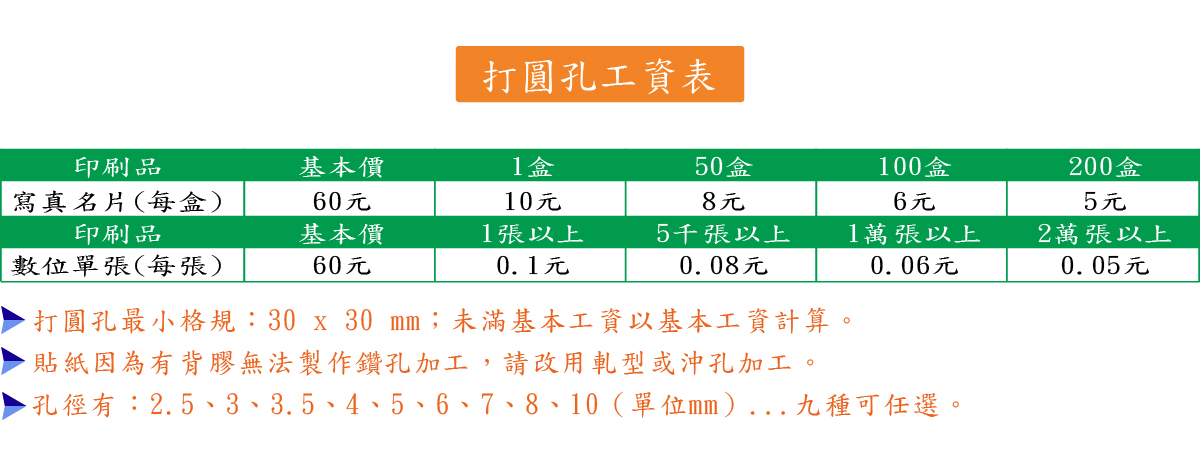 打圓孔工資表
印刷品 基本價 1盒 50盒 100盒 200盒
寫真名片(每盒) 60元 10元 8元 6元 5元
印刷品 基本價 1張以上 5千張以上 1萬張以上 2萬張以上
數位單張(每張) 60元 0.1元 0.08元 0.06元 0.05元
打圓孔最小格規：30 x 30 mm；未滿基本工資以基本工資計算。
貼紙因為有背膠無法製作鑽孔加工，請改用軋型或沖孔加工。
孔徑有：2.5、3、3.5、4、5、6、7、8、10（單位mm）...九種可任選。